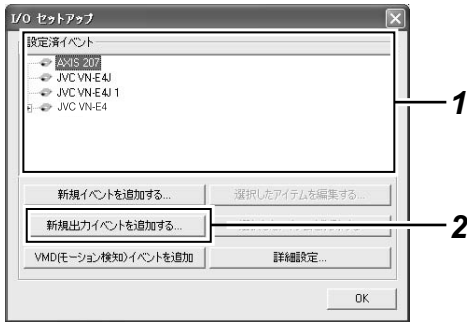 I/O セットアップ
設定済イベント
AXIS 207
JVC VN-E4J
JVC VN-E4J 1
JVC VN-E4
1
新規イベントを追加する...
選択したアイテムを編集する...
新規出力イベントを追加する...
2
VMD(モーション検知)イベントを追加
詳細設定...
OK